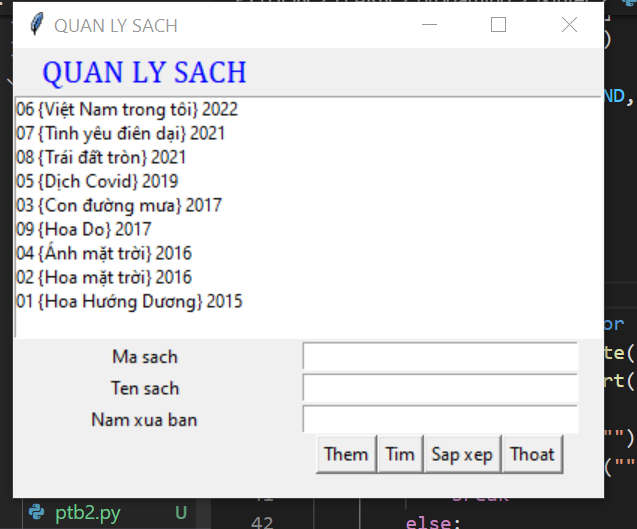 QUAN LY SACH
QUAN LY SACH
06 {Việt Nam trong tôi} 2022
07 {Tình yêu điên dại} 2021
08 {Trái đất tròn} 2021
05 {Dịch Covid} 2019
03 {Con đường mưa} 2017
09 {Hoa Do} 2017
04 {Ánh mặt trời} 2016
02 {Hoa mặt trời} 2016
01 {Hoa Hướng Dương} 2015
Ma sach
Ten sach
Nam xua ban
Them Tim Sap xep Thoat
ND,
or
te(
rt(
"")
(""
ptb2.py U
break
42 else: